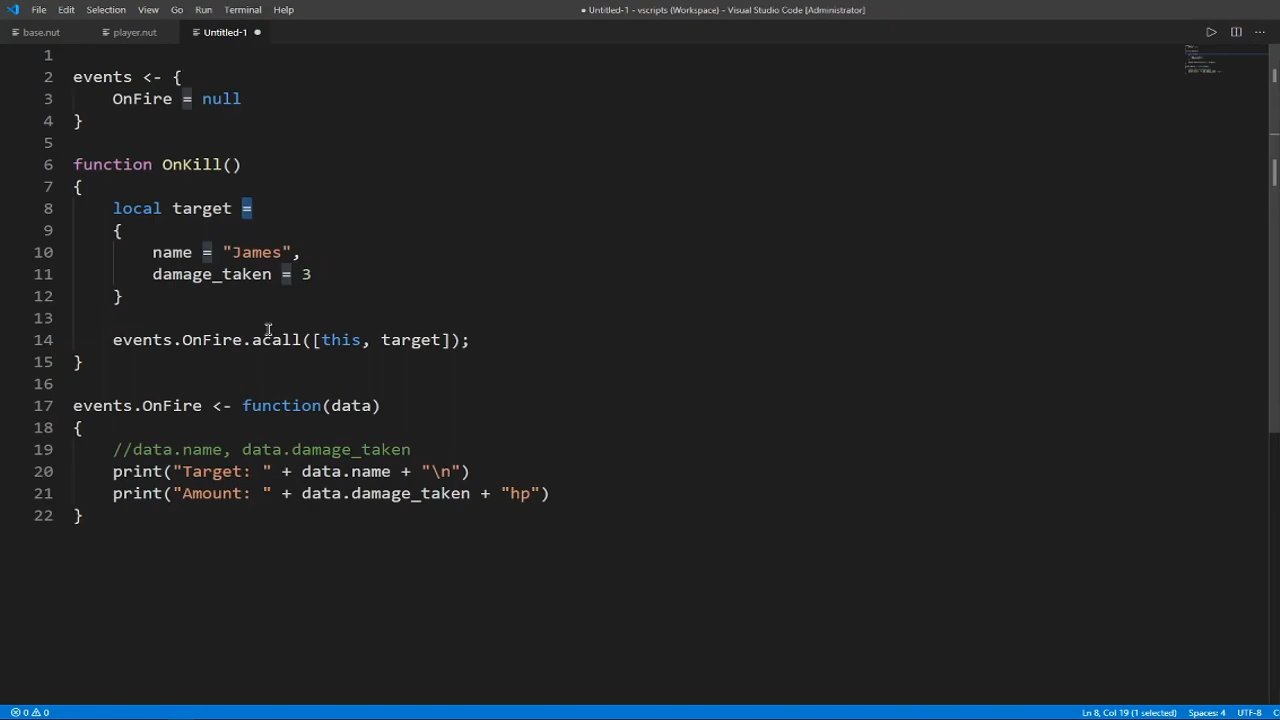 File Edit Selection View Go Run Terminal Help ● Untitled-1 - vscripts (Workspace) - Visual Studio Code [Administrator]
base.nut player.nut Untitled-1 ●
1
2 events <- {
3     OnFire = null
4 }
5
6 function OnKill()
7 {
8     local target =
9     {
10         name = "James",
11         damage_taken = 3
12     }
13
14     events.OnFire.acall([this, target]);
15 }
16
17 events.OnFire <- function(data)
18 {
19     //data.name, data.damage_taken
20     print("Target: " + data.name + "\n")
21     print("Amount: " + data.damage_taken + "hp")
22 }
0 0 Ln 8, Col 19 (1 selected) Spaces: 4 UTF-8